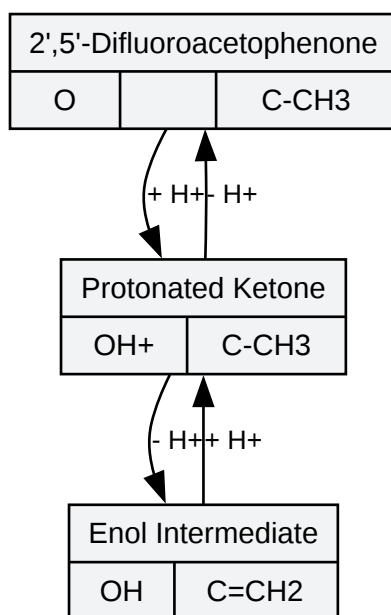 2',5'-Difluoroacetophenone
O C-CH3
+ H+ - H+
Protonated Ketone
OH+ C-CH3
- H+ + H+
Enol Intermediate
OH C=CH2